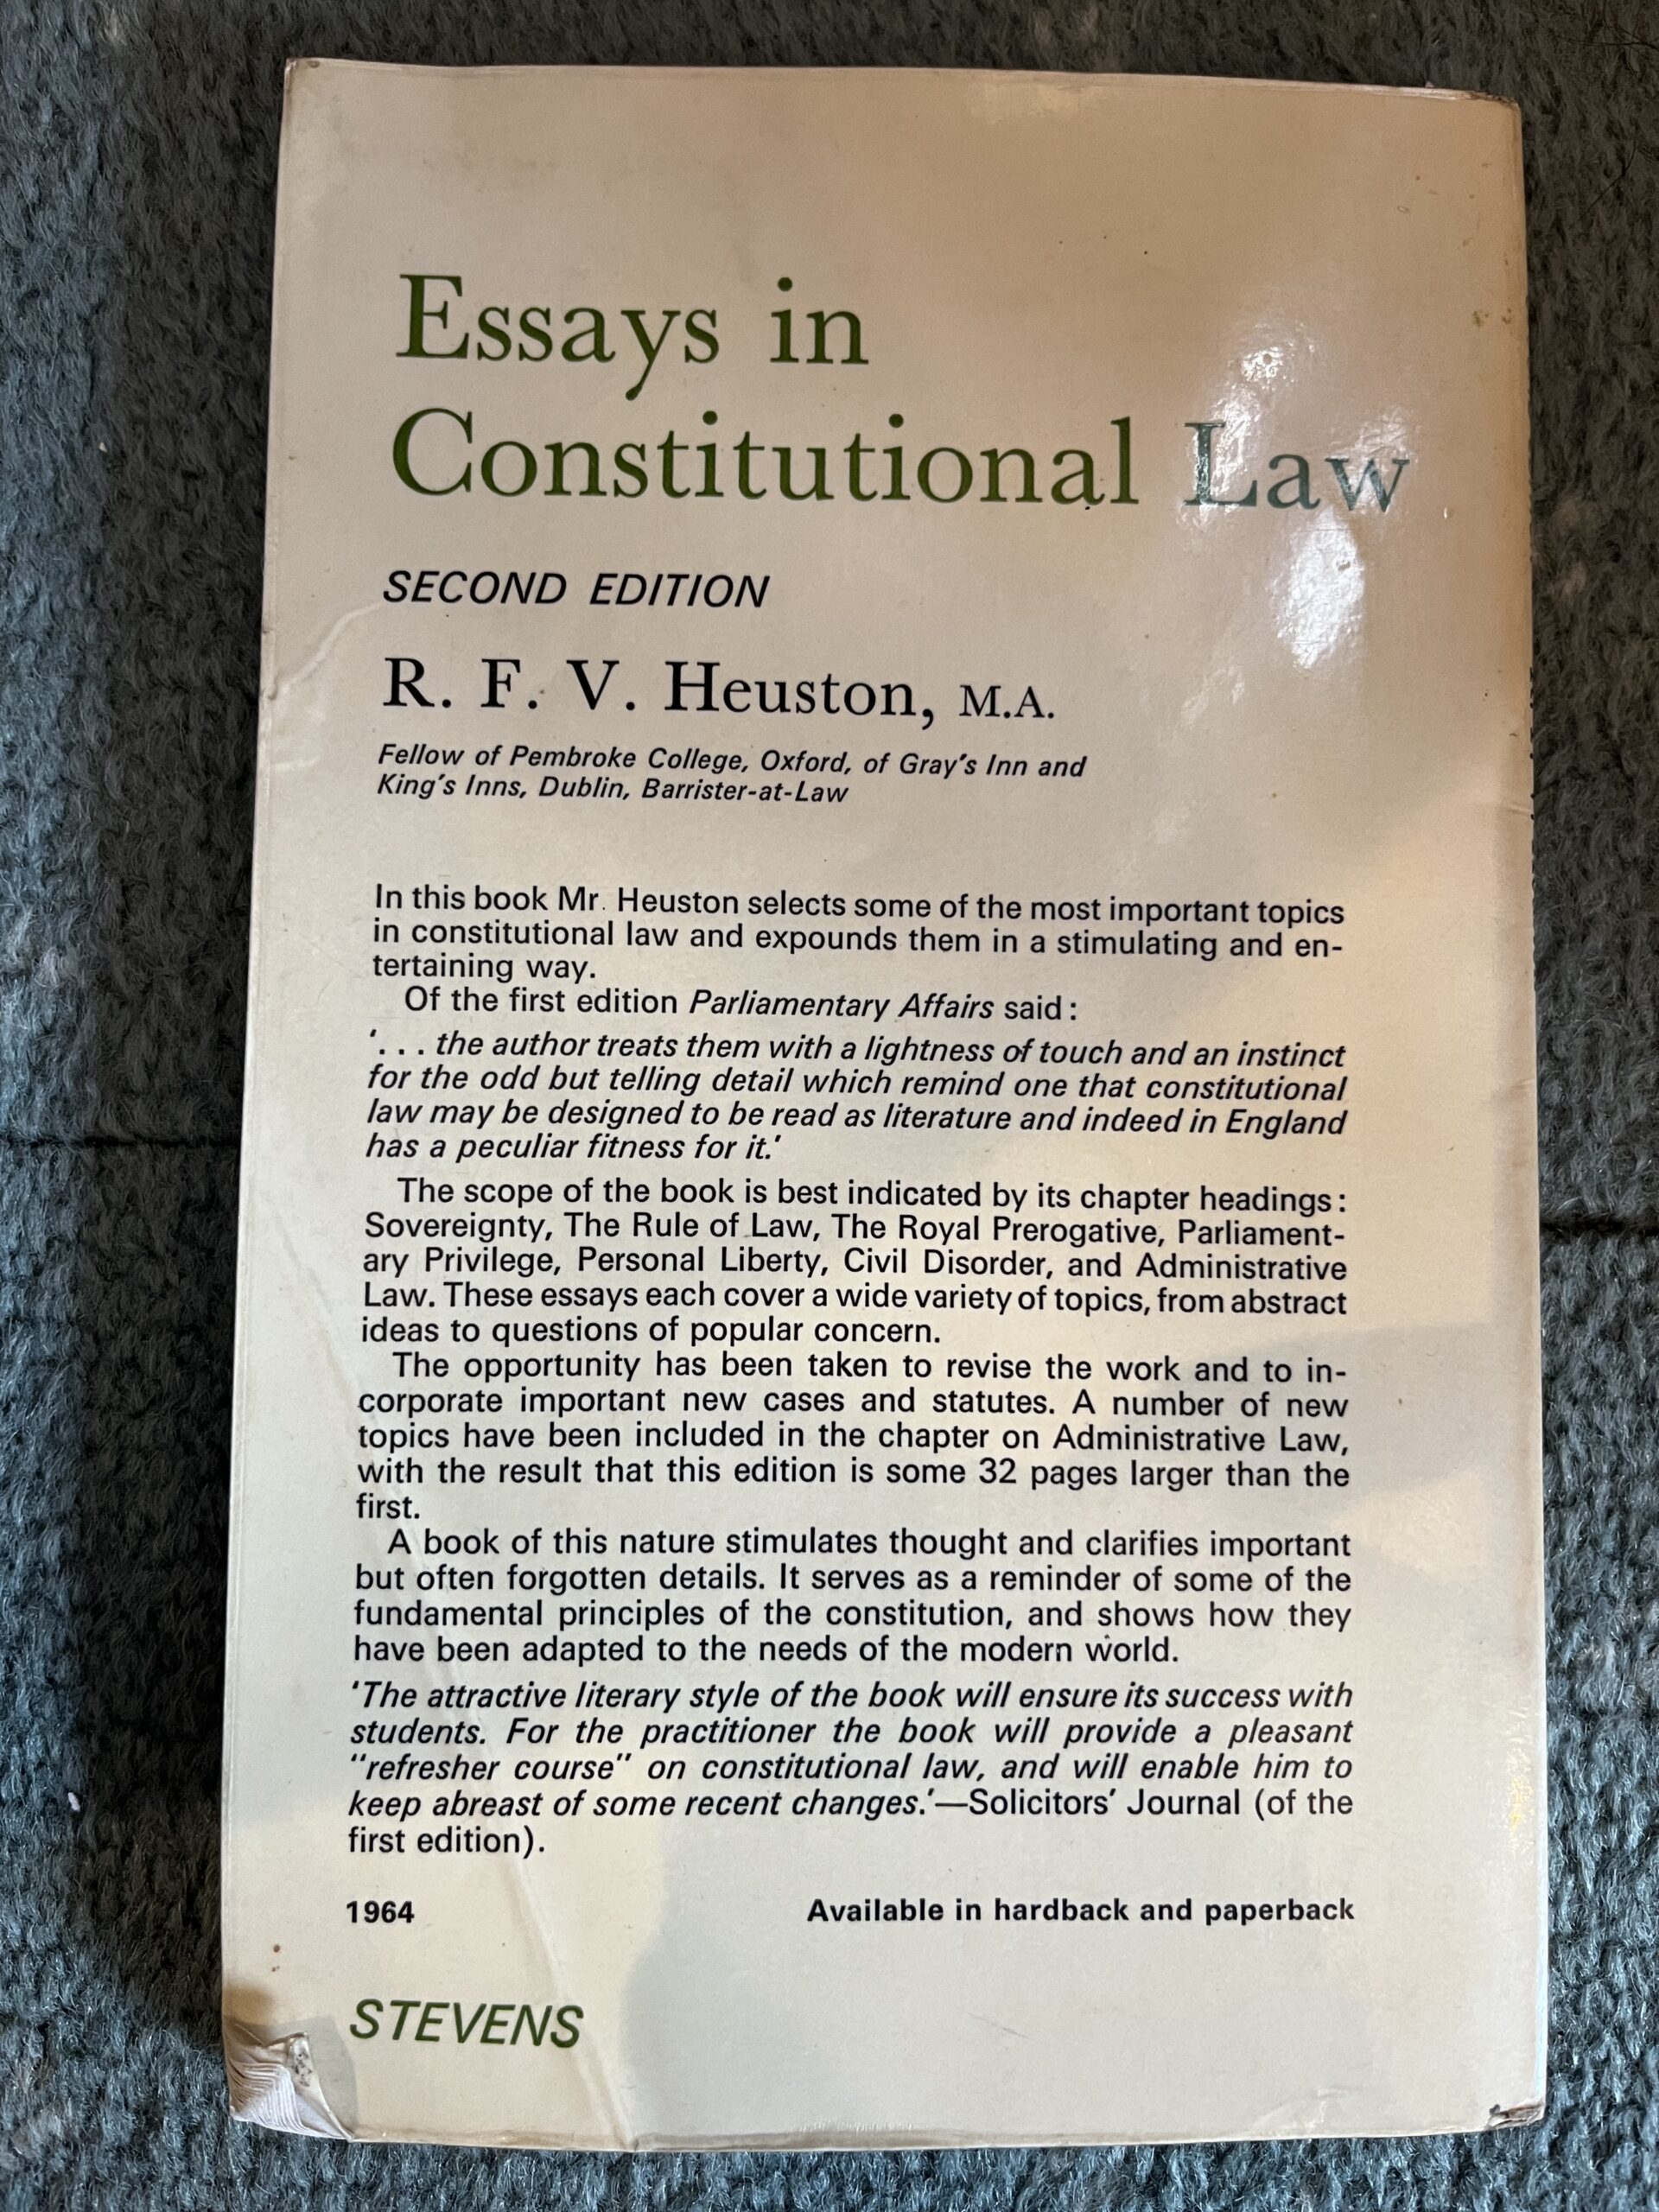 Essays in
Constitutional Law
SECOND EDITION
R. F. V. Heuston, M.A.
Fellow of Pembroke College, Oxford, of Gray's Inn and
King's Inns, Dublin, Barrister-at-Law
In this book Mr. Heuston selects some of the most important topics
in constitutional law and expounds them in a stimulating and en-
tertaining way.
Of the first edition Parliamentary Affairs said:
'. . . the author treats them with a lightness of touch and an instinct
for the odd but telling detail which remind one that constitutional
law may be designed to be read as literature and indeed in England
has a peculiar fitness for it.'
The scope of the book is best indicated by its chapter headings:
Sovereignty, The Rule of Law, The Royal Prerogative, Parliament-
ary Privilege, Personal Liberty, Civil Disorder, and Administrative
Law. These essays each cover a wide variety of topics, from abstract
ideas to questions of popular concern.
The opportunity has been taken to revise the work and to in-
corporate important new cases and statutes. A number of new
topics have been included in the chapter on Administrative Law,
with the result that this edition is some 32 pages larger than the
first.
A book of this nature stimulates thought and clarifies important
but often forgotten details. It serves as a reminder of some of the
fundamental principles of the constitution, and shows how they
have been adapted to the needs of the modern world.
'The attractive literary style of the book will ensure its success with
students. For the practitioner the book will provide a pleasant
"refresher course" on constitutional law, and will enable him to
keep abreast of some recent changes.'—Solicitors' Journal (of the
first edition).
1964 Available in hardback and paperback
STEVENS